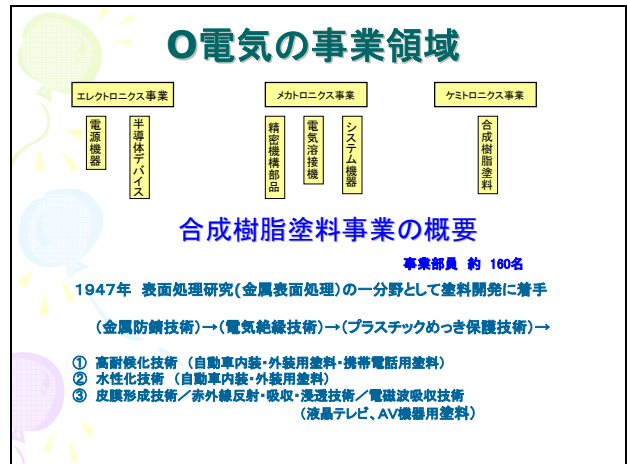 O電気の事業領域
エレクトロニクス事業
メカトロニクス事業
ケミトロニクス事業
電源機器
半導体デバイス
精密機構部品
電気溶接機
システム機器
合成樹脂塗料
合成樹脂塗料事業の概要
事業部員 約 160名
1947年 表面処理研究(金属表面処理)の一分野として塗料開発に着手
(金属防錆技術)→(電気絶縁技術)→(プラスチックめっき保護技術)→
① 高耐候化技術 (自動車内装・外装用塗料・携帯電話用塗料)
② 水性化技術 (自動車内装・外装用塗料)
③ 皮膜形成技術/赤外線反射・吸収・浸透技術/電磁波吸収技術
(液晶テレビ、AV機器用塗料)